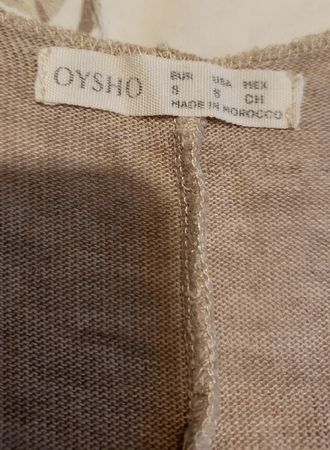 OYSHO
EUR USA MEX
S S CH
MADE IN MOROCCO